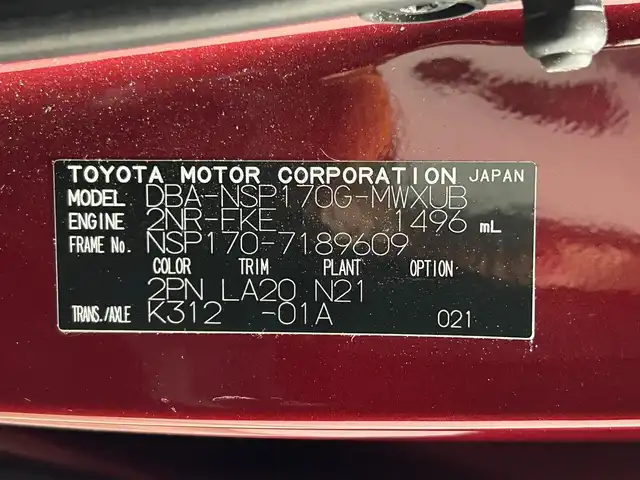 TOYOTA MOTOR CORPORATION JAPAN
MODEL DBA-NSP170G-MWXUB
ENGINE 2NR-FKE 1496 mL
FRAME No. NSP170-7189609
COLOR TRIM PLANT OPTION
2PN LA20 N21
TRANS./AXLE K312 -01A 021